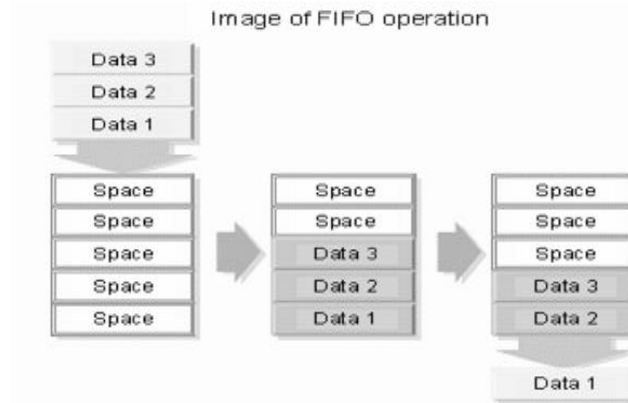 Image of FIFO operation
Data 3
Data 2
Data 1
Space
Space
Space
Space
Space
Space
Space
Data 3
Data 2
Data 1
Space
Space
Space
Data 3
Data 2
Data 1